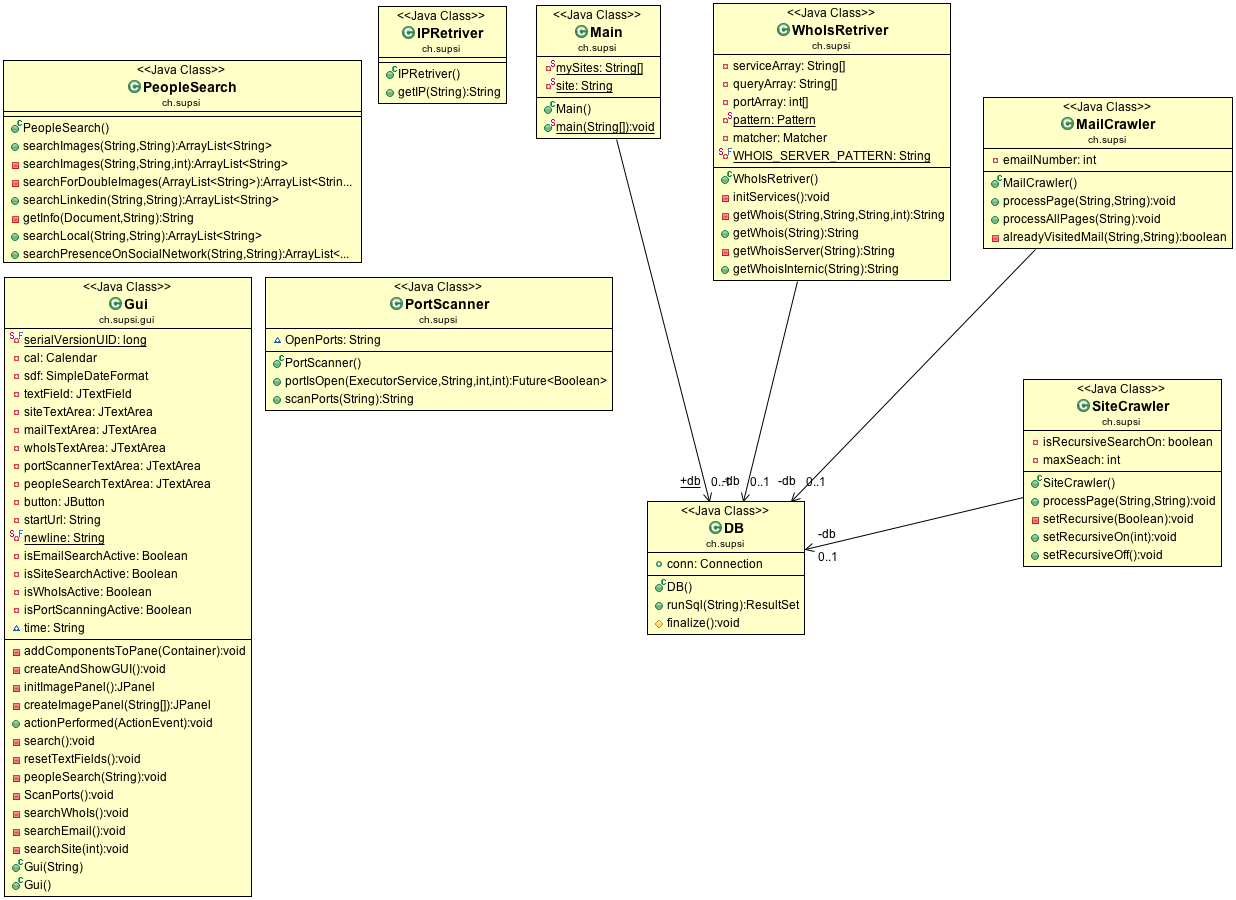 <<Java Class>>
PeopleSearch
ch.supsi
PeopleSearch()
searchImages(String,String):ArrayList<String>
searchImages(String,String,int):ArrayList<String>
searchForDoubleImages(ArrayList<String>):ArrayList<Strin...
searchLinkedin(String,String):ArrayList<String>
getInfo(Document,String):String
searchLocal(String,String):ArrayList<String>
searchPresenceOnSocialNetwork(String,String):ArrayList<...
<<Java Class>>
IPRetriver
ch.supsi
IPRetriver()
getIP(String):String
<<Java Class>>
Main
ch.supsi
mySites: String[]
site: String
Main()
main(String[]):void
<<Java Class>>
WhoIsRetriver
ch.supsi
serviceArray: String[]
queryArray: String[]
portArray: int[]
pattern: Pattern
matcher: Matcher
WHOIS_SERVER_PATTERN: String
WhoIsRetriver()
initServices():void
getWhois(String,String,String,int):String
getWhois(String):String
getWhoisServer(String):String
getWhoisInternic(String):String
<<Java Class>>
MailCrawler
ch.supsi
emailNumber: int
MailCrawler()
processPage(String,String):void
processAllPages(String):void
alreadyVisitedMail(String,String):boolean
<<Java Class>>
Gui
ch.supsi.gui
serialVersionUID: long
cal: Calendar
sdf: SimpleDateFormat
textField: JTextField
siteTextArea: JTextArea
mailTextArea: JTextArea
whoIsTextArea: JTextArea
portScannerTextArea: JTextArea
peopleSearchTextArea: JTextArea
button: JButton
startUrl: String
newline: String
isEmailSearchActive: Boolean
isSiteSearchActive: Boolean
isWhoIsActive: Boolean
isPortScanningActive: Boolean
time: String
addComponentsToPane(Container):void
createAndShowGUI():void
initImagePanel():JPanel
createImagePanel(String[]):JPanel
actionPerformed(ActionEvent):void
search():void
resetTextFields():void
peopleSearch(String):void
ScanPorts():void
searchWhoIs():void
searchEmail():void
searchSite(int):void
Gui(String)
Gui()
<<Java Class>>
PortScanner
ch.supsi
OpenPorts: String
PortScanner()
portIsOpen(ExecutorService,String,int,int):Future<Boolean>
scanPorts(String):String
<<Java Class>>
SiteCrawler
ch.supsi
isRecursiveSearchOn: boolean
maxSeach: int
SiteCrawler()
processPage(String,String):void
setRecursive(Boolean):void
setRecursiveOn(int):void
setRecursiveOff():void
+db 0..1
-db 0..1
-db 0..1
-db
0..1
<<Java Class>>
DB
ch.supsi
conn: Connection
DB()
runSql(String):ResultSet
finalize():void